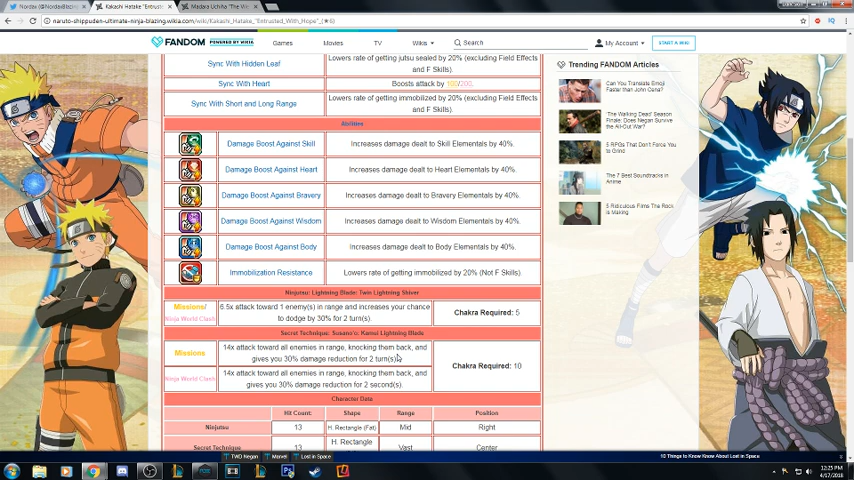 Nordax (@NordaxBlazing
Kakashi Hatake "Entrusted
Madara Uchiha 'The W
naruto-shippuden-ultimate-ninja-blazing.wikia.com/wiki/Kakashi_Hatake_"Entrusted_With_Hope"_(★6)
FANDOM POWERED BY WIKIA Games Movies TV Wikis Search My Account START A WIKI
Sync With Hidden Leaf
Lowers rate of getting jutsu sealed by 20% (excluding Field Effects and F Skills).
Sync With Heart
Boosts attack by 100/200.
Sync With Short and Long Range
Lowers rate of getting immobilized by 20% (excluding Field Effects and F Skills).
Abilities
Damage Boost Against Skill
Increases damage dealt to Skill Elementals by 40%.
Damage Boost Against Heart
Increases damage dealt to Heart Elementals by 40%.
Damage Boost Against Bravery
Increases damage dealt to Bravery Elementals by 40%.
Damage Boost Against Wisdom
Increases damage dealt to Wisdom Elementals by 40%.
Damage Boost Against Body
Increases damage dealt to Body Elementals by 40%.
Immobilization Resistance
Lowers rate of getting immobilized by 20% (Not F Skills).
Ninjutsu: Lightning Blade: Twin Lightning Shiver
Missions/
Ninja World Clash
6.5x attack toward 1 enemy(s) in range and increases your chance
to dodge by 30% for 2 turn(s).
Chakra Required: 5
Secret Technique: Susano'o: Kamui Lightning Blade
Missions
14x attack toward all enemies in range, knocking them back, and
gives you 30% damage reduction for 2 turn(s).
Ninja World Clash
14x attack toward all enemies in range, knocking them back, and
gives you 30% damage reduction for 2 second(s).
Chakra Required: 10
Character Data
Hit Count: Shape Range Position
Ninjutsu 13 H. Rectangle (Fat) Mid Right
Secret Technique 13 H. Rectangle Vast Center
Trending FANDOM Articles
Can You Translate Emoji
Faster than John Cena?
'The Walking Dead' Season
Finale: Does Negan Survive
the All-Out War?
5 RPGs That Don't Force You
to Grind
The 7 Best Soundtracks in
Anime
5 Ridiculous Films The Rock
is Making
TWD Negan Marvel Lost in Space
10 Things to Know About Lost in Space
12:25 PM
4/17/2018